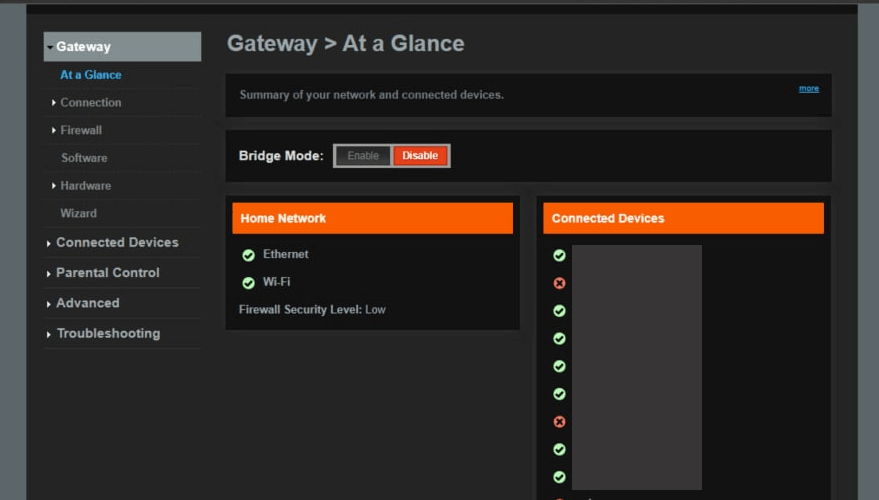 Gateway
At a Glance
Connection
Firewall
Software
Hardware
Wizard
Connected Devices
Parental Control
Advanced
Troubleshooting
Gateway > At a Glance
Summary of your network and connected devices.
more
Bridge Mode: Enable Disable
Home Network
Ethernet
Wi-Fi
Firewall Security Level: Low
Connected Devices